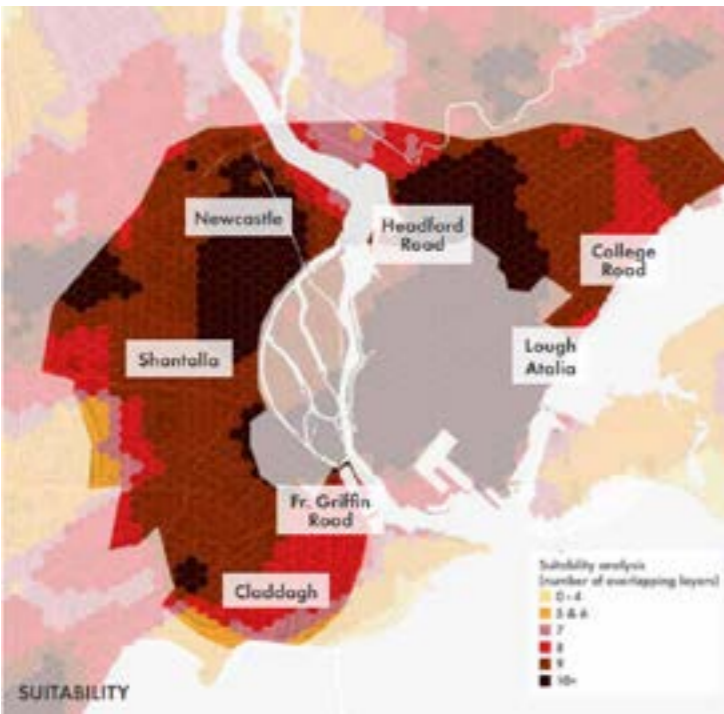 Newcastle
Headford
Road
College
Road
Shantalla
Lough
Atalia
Fr. Griffin
Road
Claddagh
Suitability analysis
(number of overlapping layers)
0 - 4
5 & 6
7
8
9
10+
SUITABILITY